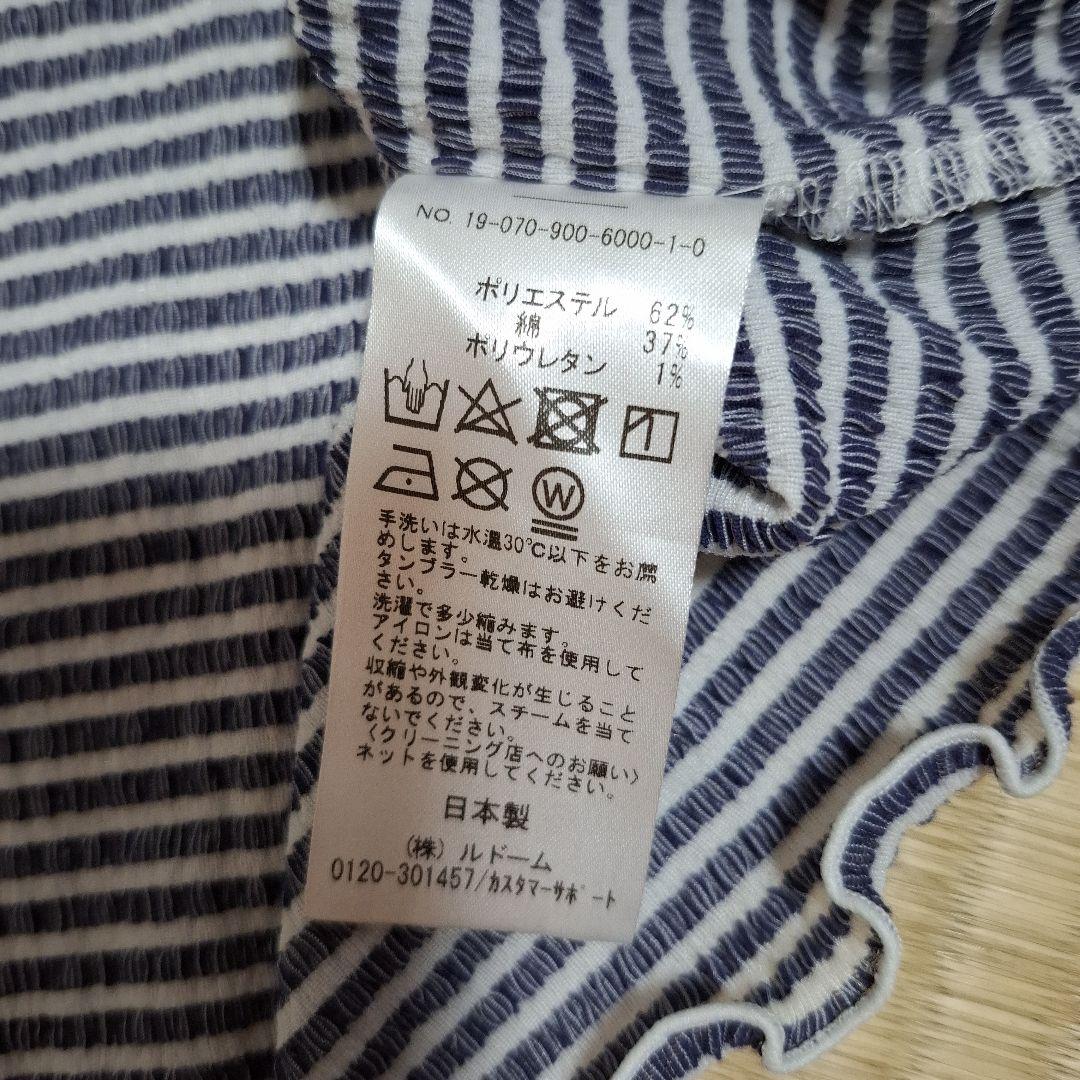 NO. 19-070-900-6000-1-0
ポリエステル 62%
綿 37%
ポリウレタン 1%
W
手洗いは水温30℃以下をお薦
めします。
タンブラー乾燥はお避けくだ
さい。
洗濯で多少縮みます。
アイロンは当て布を使用して
ください。
収縮や外観変化が生じること
があるので、スチームを当て
ないでください。
〈クリーニング店へのお願い〉
ネットを使用してください。
日本製
(株) ルドーム
0120-301457/カスタマーサポート